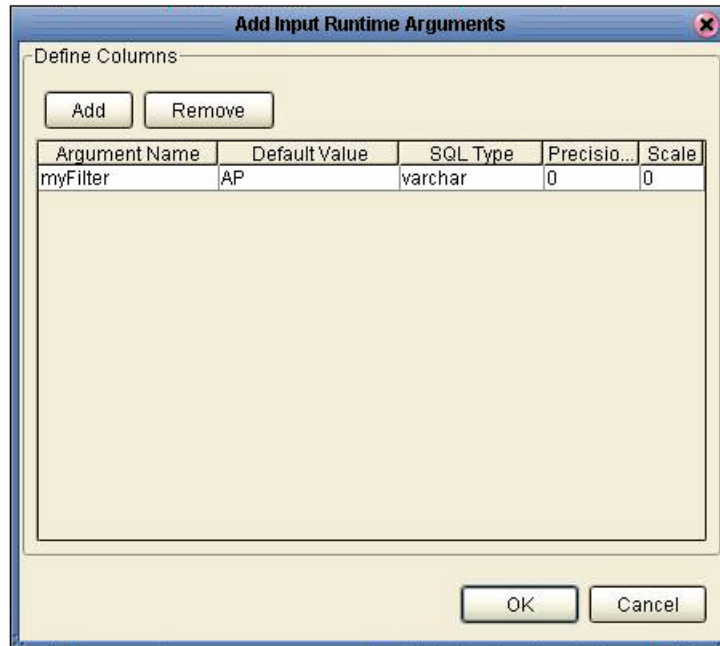 Add Input Runtime Arguments
Define Columns
Add Remove
Argument Name Default Value SQL Type Precisio... Scale
myFilter AP varchar 0 0
OK Cancel